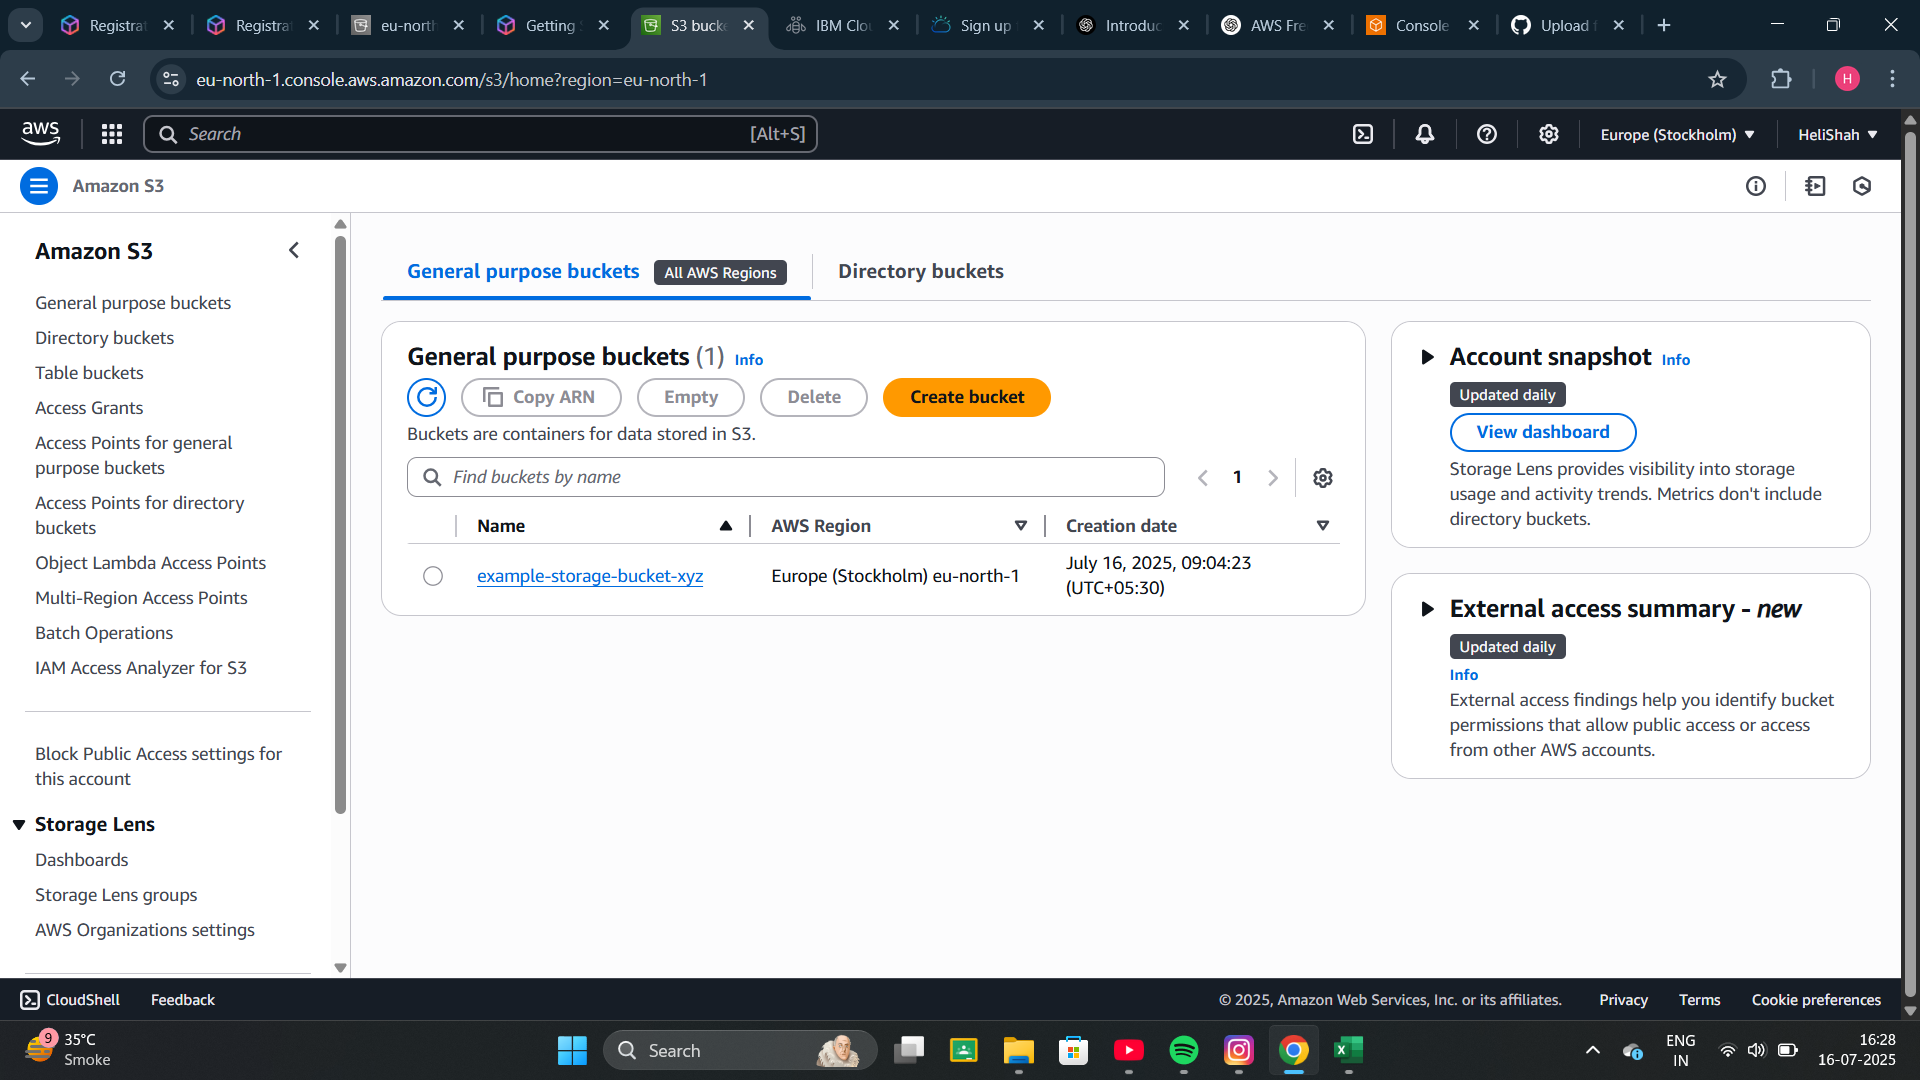 Registrat
Registrat
eu-north
Getting S
S3 bucke
IBM Clou
Sign up f
Introduc
AWS Fre
Console
Upload f
eu-north-1.console.aws.amazon.com/s3/home?region=eu-north-1
H
aws
Search
[Alt+S]
Europe (Stockholm)
HeliShah
Amazon S3
Amazon S3
General purpose buckets
Directory buckets
Table buckets
Access Grants
Access Points for general
purpose buckets
Access Points for directory
buckets
Object Lambda Access Points
Multi-Region Access Points
Batch Operations
IAM Access Analyzer for S3
Block Public Access settings for
this account
Storage Lens
Dashboards
Storage Lens groups
AWS Organizations settings
General purpose buckets
All AWS Regions
Directory buckets
General purpose buckets (1) Info
Copy ARN
Empty
Delete
Create bucket
Buckets are containers for data stored in S3.
Find buckets by name
1
Name
AWS Region
Creation date
example-storage-bucket-xyz
Europe (Stockholm) eu-north-1
July 16, 2025, 09:04:23
(UTC+05:30)
Account snapshot Info
Updated daily
View dashboard
Storage Lens provides visibility into storage
usage and activity trends. Metrics don't include
directory buckets.
External access summary - new
Updated daily
Info
External access findings help you identify bucket
permissions that allow public access or access
from other AWS accounts.
CloudShell
Feedback
© 2025, Amazon Web Services, Inc. or its affiliates.
Privacy
Terms
Cookie preferences
9
35°C
Smoke
Search
ENG
IN
16:28
16-07-2025